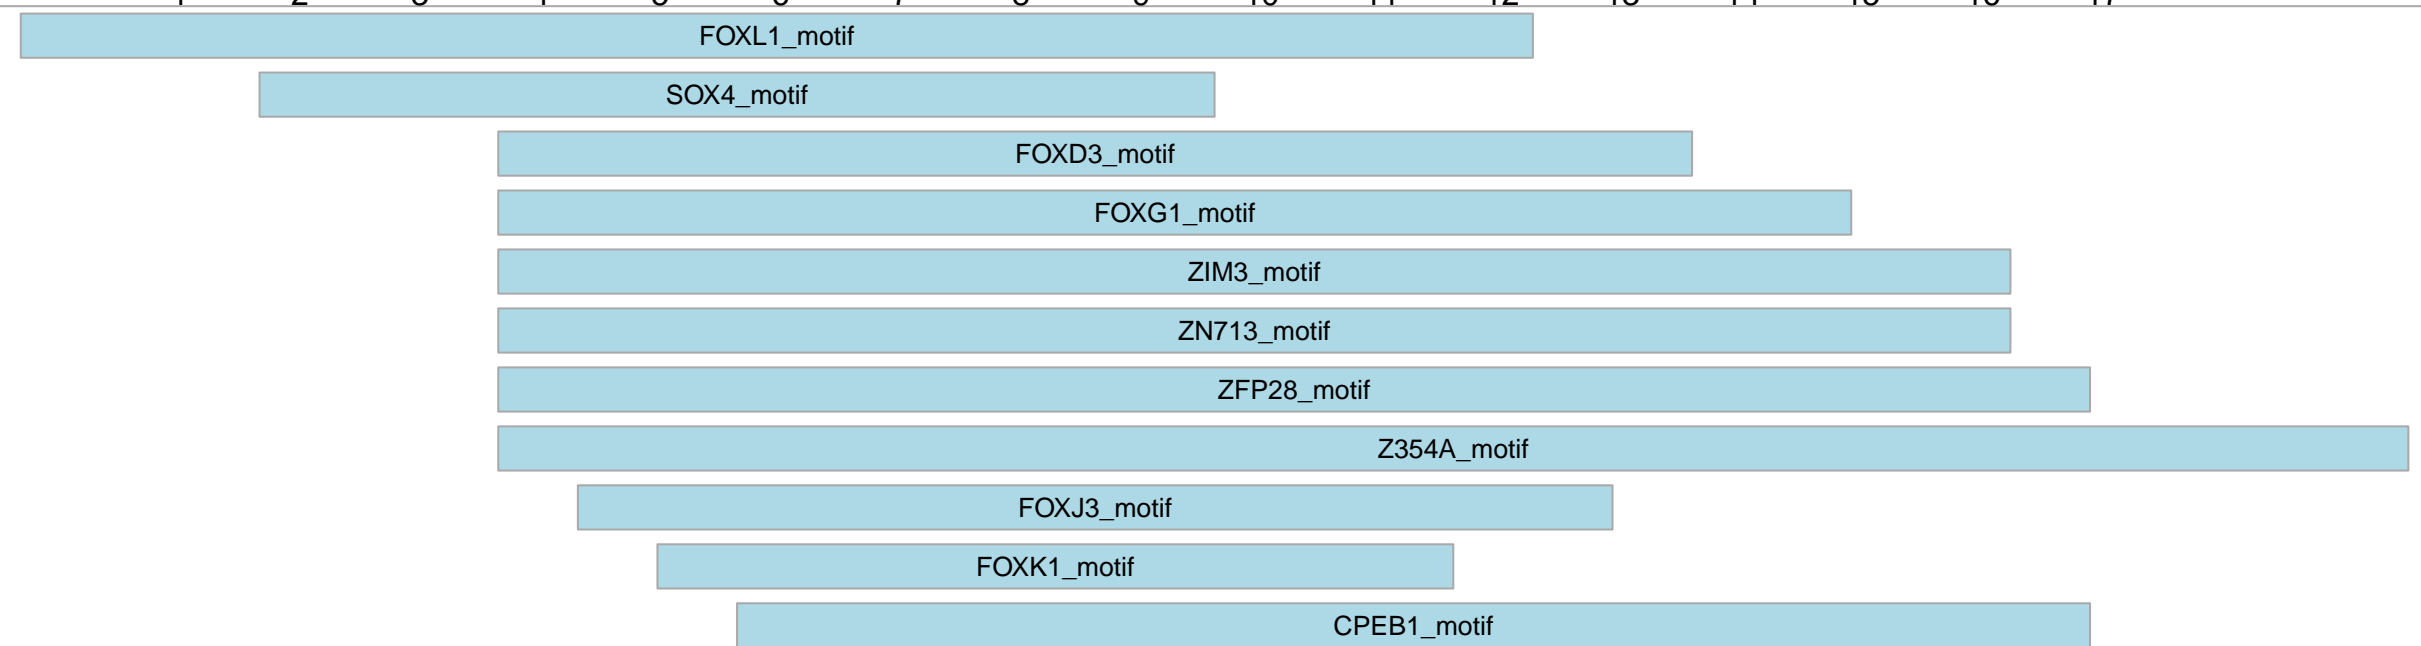 FOXL1_motif
SOX4_motif
FOXD3_motif
FOXG1_motif
ZIM3_motif
ZN713_motif
ZFP28_motif
Z354A_motif
FOXJ3_motif
FOXK1_motif
CPEB1_motif